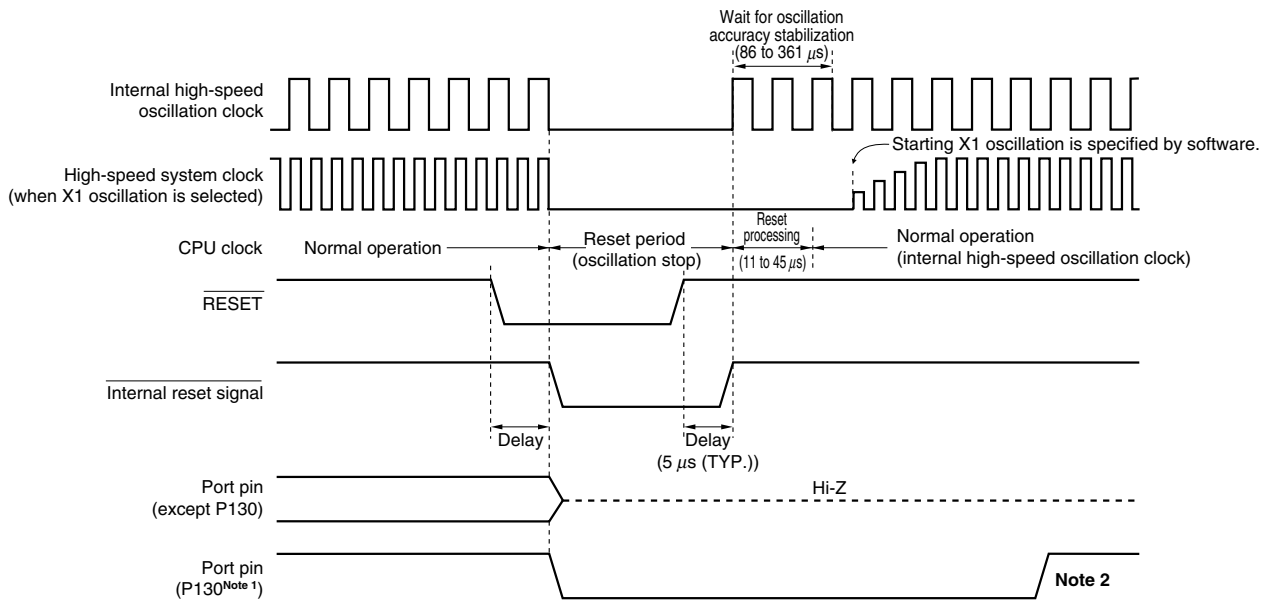 Wait for oscillation
accuracy stabilization
(86 to 361 μs)
Internal high-speed
oscillation clock
Starting X1 oscillation is specified by software.
High-speed system clock
(when X1 oscillation is selected)
CPU clock
Normal operation
Reset period
(oscillation stop)
Reset
processing
(11 to 45 μs)
Normal operation
(internal high-speed oscillation clock)
RESET
Internal reset signal
Delay
Delay
(5 μs (TYP.))
Port pin
(except P130)
Hi-Z
Port pin
(P130Note 1)
Note 2